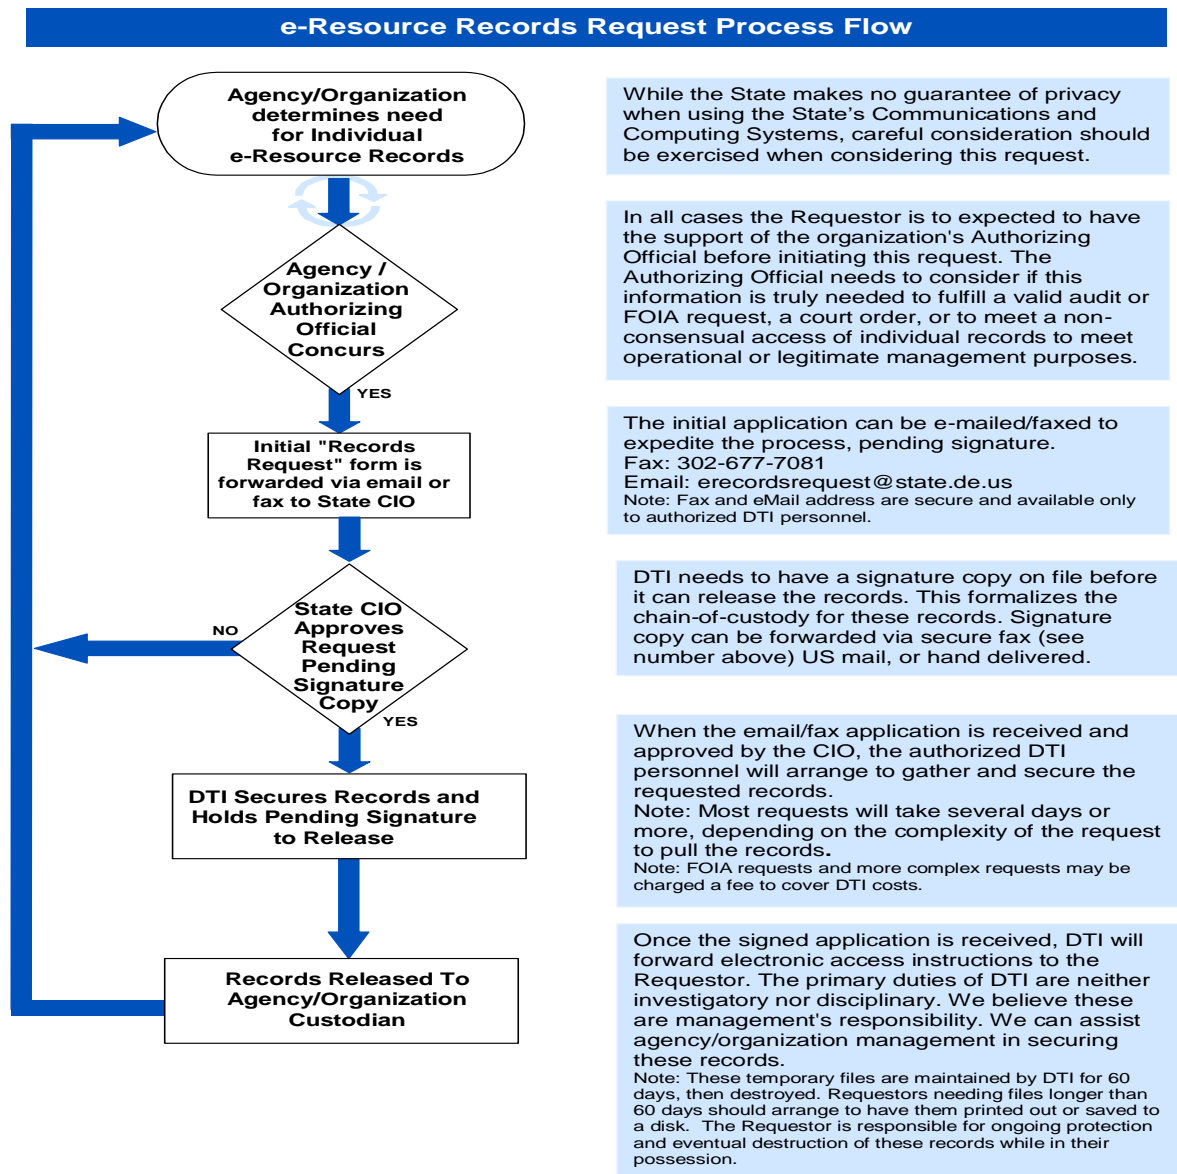 e-Resource Records Request Process Flow
Agency/Organization
determines need
for Individual
e-Resource Records
While the State makes no guarantee of privacy
when using the State’s Communications and
Computing Systems, careful consideration should
be exercised when considering this request.
Agency /
Organization
Authorizing
Official
Concurs
YES
In all cases the Requestor is to expected to have
the support of the organization's Authorizing
Official before initiating this request. The
Authorizing Official needs to consider if this
information is truly needed to fulfill a valid audit or
FOIA request, a court order, or to meet a non-
consensual access of individual records to meet
operational or legitimate management purposes.
Initial "Records
Request" form is
forwarded via email or
fax to State CIO
The initial application can be e-mailed/faxed to
expedite the process, pending signature.
Fax: 302-677-7081
Email: erecordsrequest@state.de.us
Note: Fax and eMail address are secure and available only
to authorized DTI personnel.
State CIO
Approves
Request
Pending
Signature
Copy
NO
YES
DTI needs to have a signature copy on file before
it can release the records. This formalizes the
chain-of-custody for these records. Signature
copy can be forwarded via secure fax (see
number above) US mail, or hand delivered.
DTI Secures Records and
Holds Pending Signature
to Release
When the email/fax application is received and
approved by the CIO, the authorized DTI
personnel will arrange to gather and secure the
requested records.
Note: Most requests will take several days or
more, depending on the complexity of the request
to pull the records.
Note: FOIA requests and more complex requests may be
charged a fee to cover DTI costs.
Records Released To
Agency/Organization
Custodian
Once the signed application is received, DTI will
forward electronic access instructions to the
Requestor. The primary duties of DTI are neither
investigatory nor disciplinary. We believe these
are management's responsibility. We can assist
agency/organization management in securing
these records.
Note: These temporary files are maintained by DTI for 60
days, then destroyed. Requestors needing files longer than
60 days should arrange to have them printed out or saved to
a disk.  The Requestor is responsible for ongoing protection
and eventual destruction of these records while in their
possession.